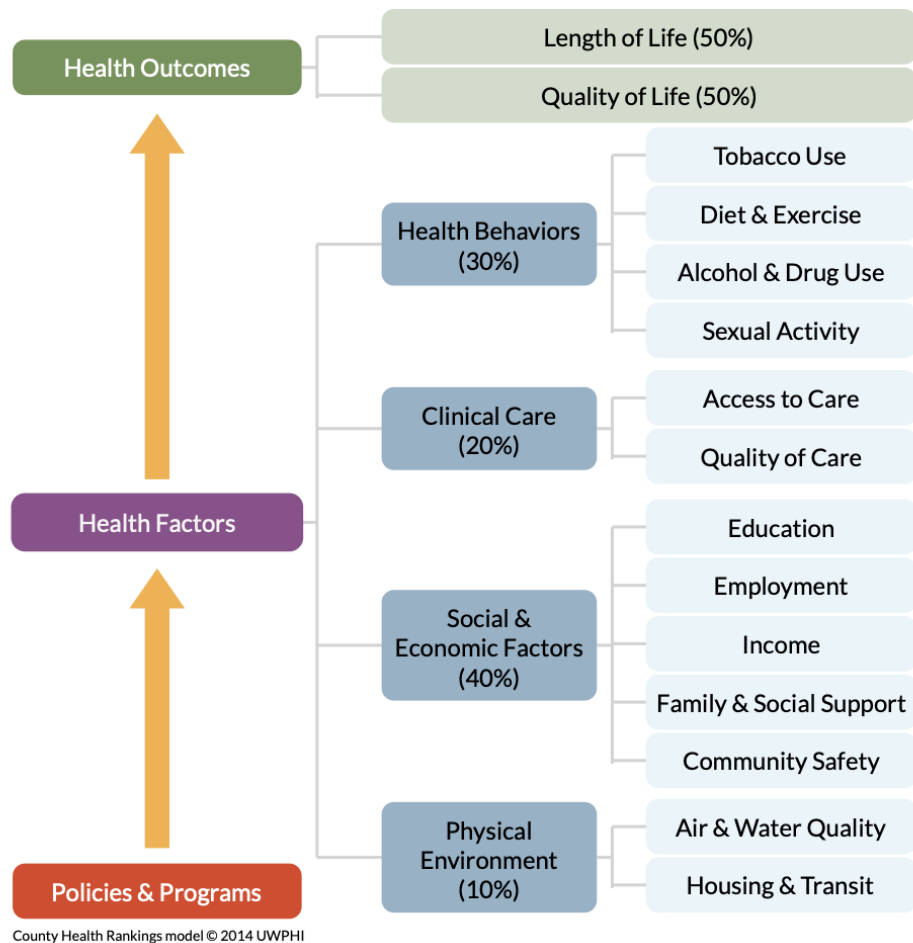 Health Outcomes
Length of Life (50%)
Quality of Life (50%)
Health Factors
Health Behaviors
(30%)
Tobacco Use
Diet & Exercise
Alcohol & Drug Use
Sexual Activity
Clinical Care
(20%)
Access to Care
Quality of Care
Social &
Economic Factors
(40%)
Education
Employment
Income
Family & Social Support
Community Safety
Physical
Environment
(10%)
Air & Water Quality
Housing & Transit
Policies & Programs
County Health Rankings model © 2014 UWPHI